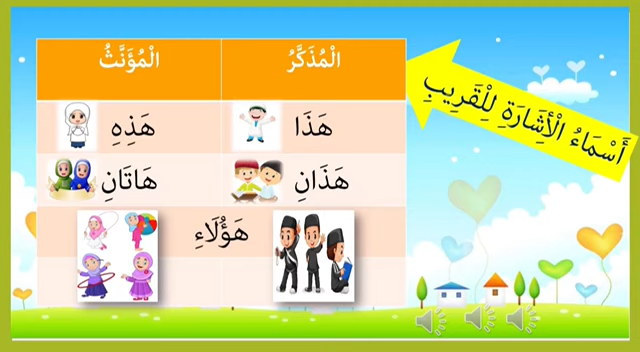 أَسْمَاءُ الْأِشَارَةِ لِلْقَرِيبِ
الْمُذَكَّرُ الْمُؤَنَّثُ
هَذَا هَذِهِ
هَذَانِ هَاتَانِ
هَؤُلَاءِ